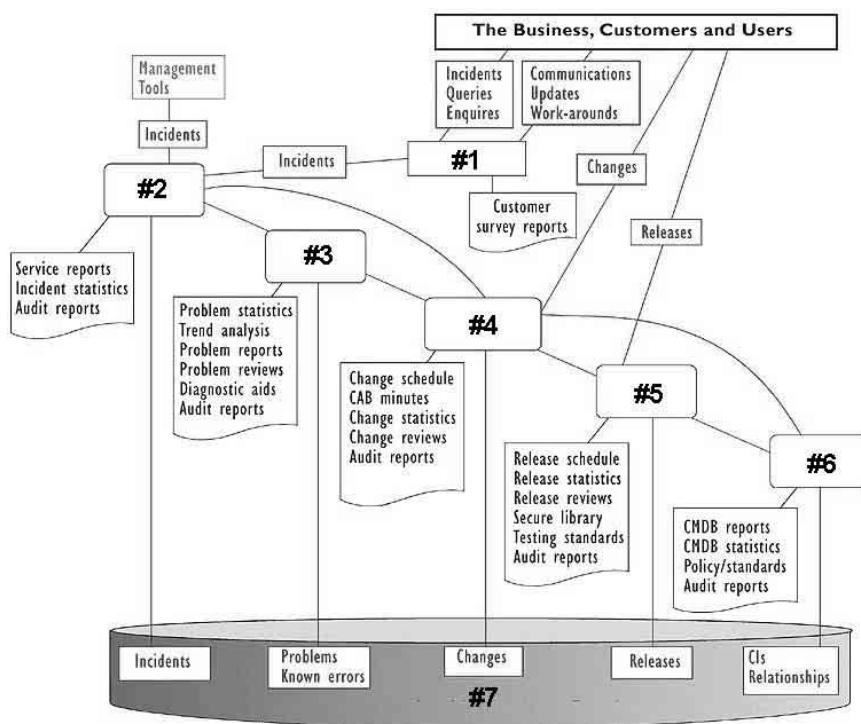 The Business, Customers and Users
Management
Tools
Incidents
Queries
Enquires
Communications
Updates
Work-arounds
Incidents
Incidents
#1
#2
Changes
Customer
survey reports
Releases
#3
Service reports
Incident statistics
Audit reports
Problem statistics
Trend analysis
Problem reports
Problem reviews
Diagnostic aids
Audit reports
#4
Change schedule
CAB minutes
Change statistics
Change reviews
Audit reports
#5
Release schedule
Release statistics
Release reviews
Secure library
Testing standards
Audit reports
#6
CMDB reports
CMDB statistics
Policy/standards
Audit reports
Incidents
Problems
Known errors
Changes
Releases
CIs
Relationships
#7